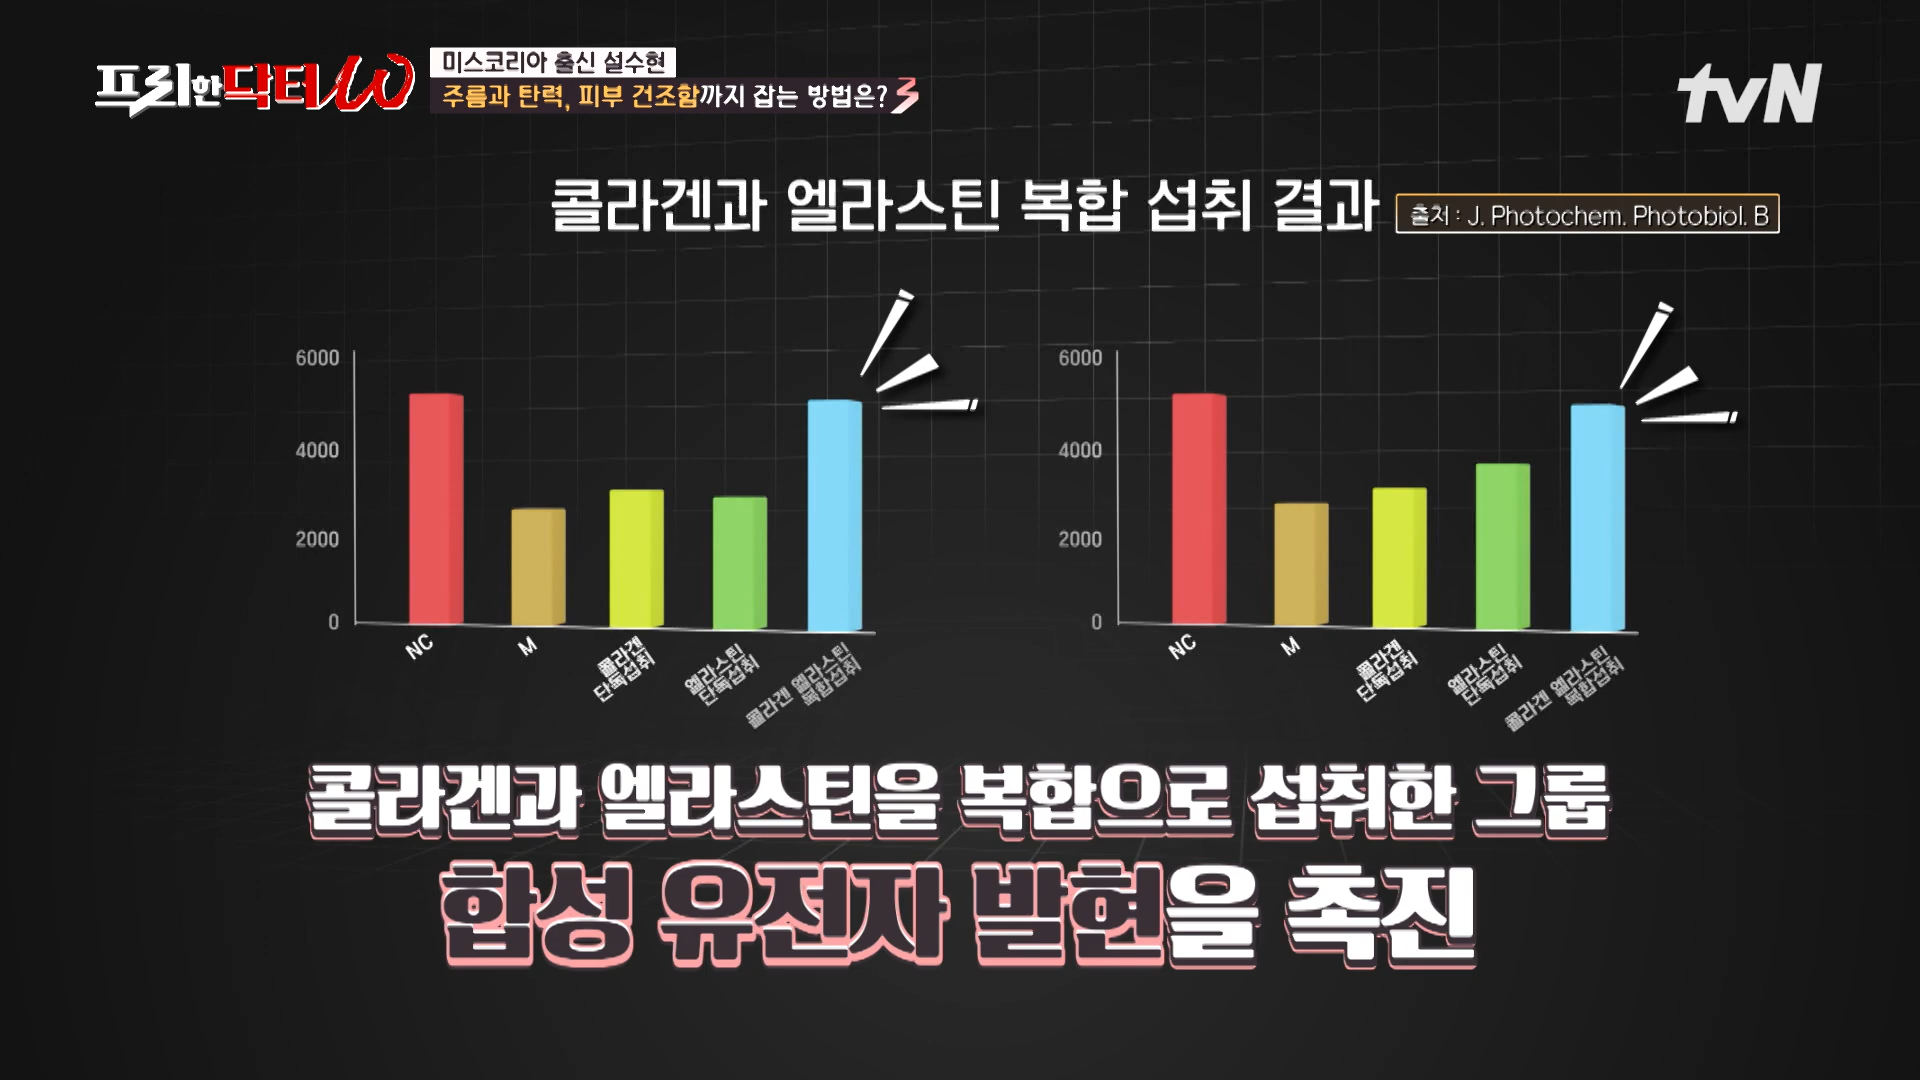 프리한닥터W
미스코리아 출신 설수현
주름과 탄력, 피부 건조함까지 잡는 방법은?
tvN
콜라겐과 엘라스틴 복합 섭취 결과
출처 : J. Photochem. Photobiol. B
6000
4000
2000
0
NC
M
콜라겐
단독섭취
엘라스틴
단독섭취
콜라겐 엘라스틴
복합섭취
6000
4000
2000
0
NC
M
콜라겐
단독섭취
엘라스틴
단독섭취
콜라겐 엘라스틴
복합섭취
콜라겐과 엘라스틴을 복합으로 섭취한 그룹
합성 유전자 발현을 촉진